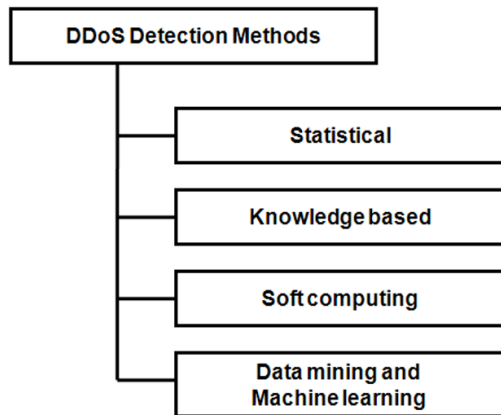 DDoS Detection Methods
Statistical
Knowledge based
Soft computing
Data mining and
Machine learning